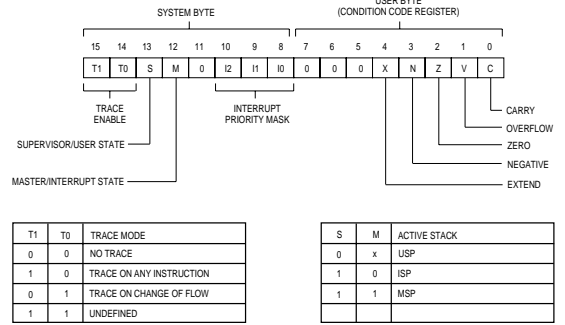 USER BYTE
SYSTEM BYTE (CONDITION CODE REGISTER)
15 14 13 12 11 10 9 8 7 6 5 4 3 2 1 0
T1 T0 S M 0 I2 I1 I0 0 0 0 X N Z V C
TRACE ENABLE
INTERRUPT PRIORITY MASK
CARRY
OVERFLOW
SUPERVISOR/USER STATE
ZERO
NEGATIVE
MASTER/INTERRUPT STATE
EXTEND
T1 T0 TRACE MODE
0 0 NO TRACE
1 0 TRACE ON ANY INSTRUCTION
0 1 TRACE ON CHANGE OF FLOW
1 1 UNDEFINED
S M ACTIVE STACK
0 x USP
1 0 ISP
1 1 MSP